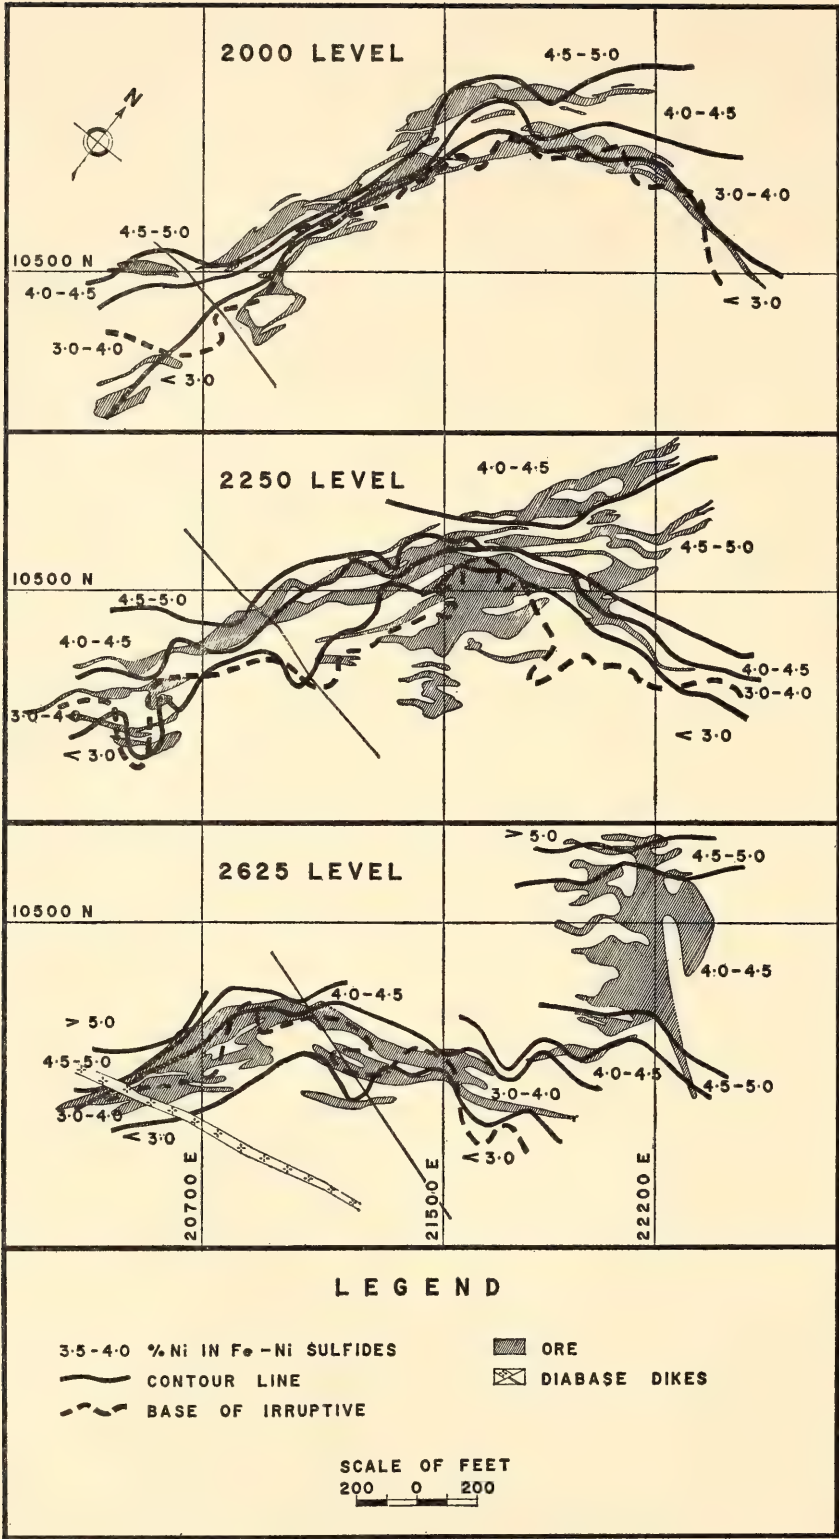 2000 LEVEL
4.5-5.0
N
4.0-4.5
3.0-4.0
4.5-5.0
10500 N
4.0-4.5
< 3.0
3.0-4.0
< 3.0
2250 LEVEL
4.0-4.5
4.5-5.0
10500 N
4.5-5.0
4.0-4.5
4.0-4.5
3.0-4.0
3.0-4.0
< 3.0
< 3.0
2625 LEVEL
> 5.0
4.5-5.0
10500 N
4.0-4.5
4.0-4.5
> 5.0
4.5-5.0
4.0-4.5
4.5-5.0
3.0-4.0
3.0-4.0
< 3.0
< 3.0
20700 E
21500 E
22200 E
LEGEND
3.5-4.0 % Ni IN Fe-Ni SULFIDES
ORE
CONTOUR LINE
DIABASE DIKES
BASE OF IRRUPTIVE
SCALE OF FEET
200 0 200